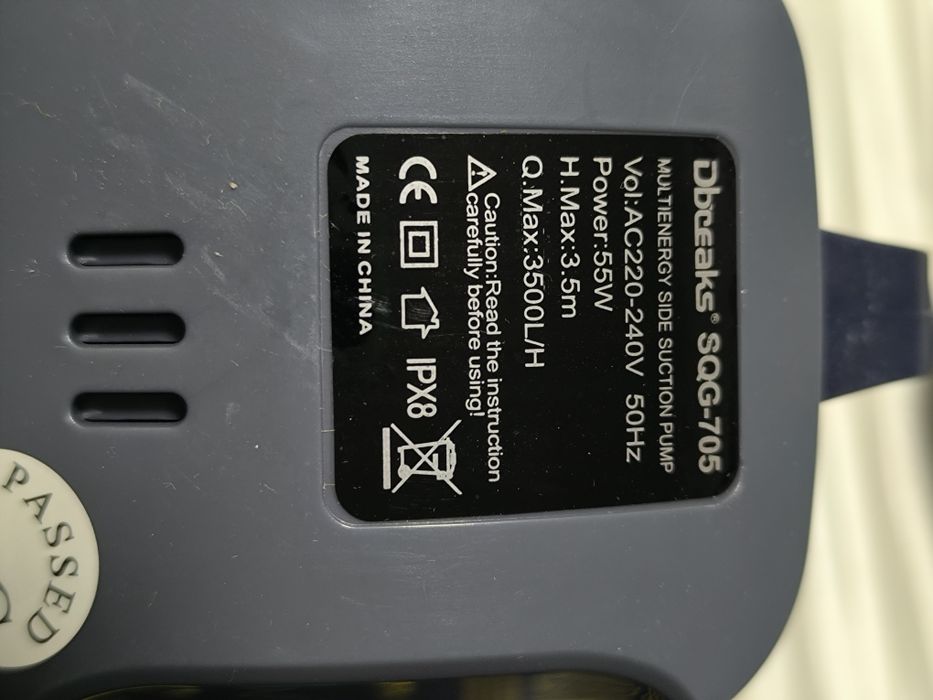 Dbceaks® SQG-705
MULTIENERGY SIDE SUCTION PUMP
Vol:AC220-240V 50Hz
Power:55W
H.Max:3.5m
Q.Max:3500L/H
Caution:Read the instruction
carefully before using!
CE IPX8
MADE IN CHINA
PASSED